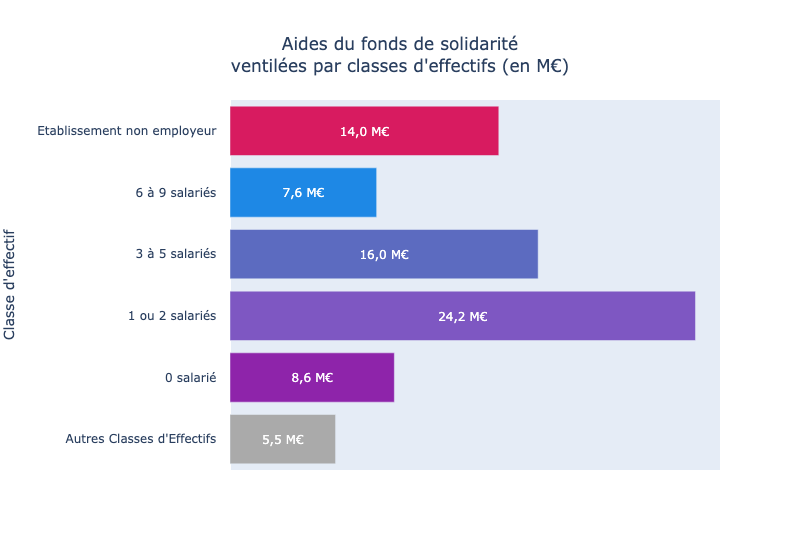 Aides du fonds de solidarité
ventilées par classes d'effectifs (en M€)
Classe d'effectif
Etablissement non employeur
14,0 M€
6 à 9 salariés
7,6 M€
3 à 5 salariés
16,0 M€
1 ou 2 salariés
24,2 M€
0 salarié
8,6 M€
Autres Classes d'Effectifs
5,5 M€